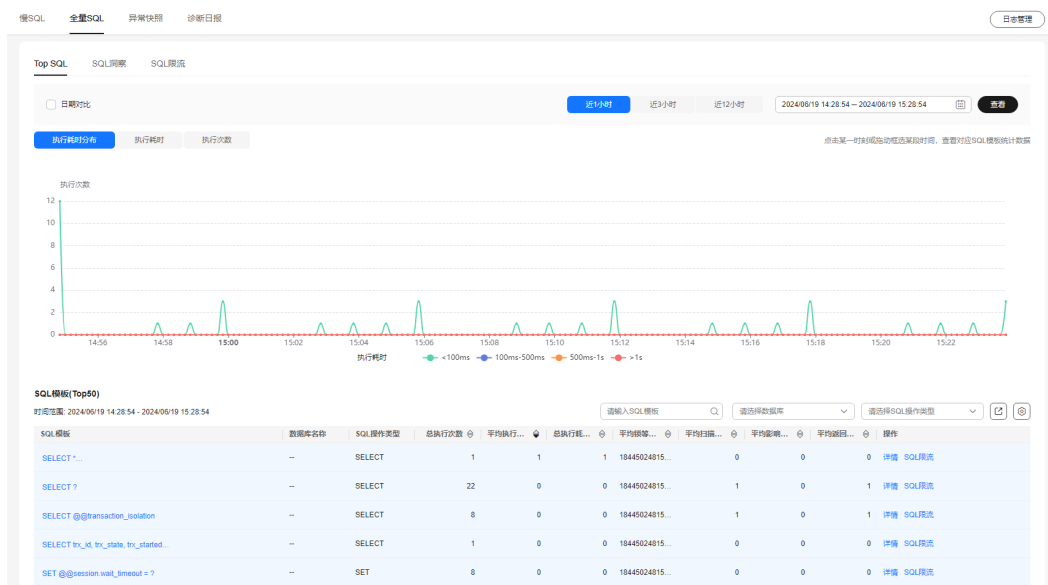 慢SQL 全量SQL 异常快照 诊断日报 日志管理
Top SQL SQL洞察 SQL限流
日期对比 近1小时 近3小时 近12小时 2024/06/19 14:28:54 — 2024/06/19 15:28:54 查看
执行耗时分布 执行耗时 执行次数 点击某一时刻或拖动框选某段时间，查看对应SQL模板统计数据
执行次数
12
10
8
6
4
2
0
14:56 14:58 15:00 15:02 15:04 15:06 15:08 15:10 15:12 15:14 15:16 15:18 15:20 15:22
执行耗时 <100ms 100ms-500ms 500ms-1s >1s
SQL模板(Top50)
时间范围: 2024/06/19 14:28:54 - 2024/06/19 15:28:54 请输入SQL模板 请选择数据库 请选择SQL操作类型
SQL模板 数据库名称 SQL操作类型 总执行次数 平均执行... 总执行耗... 平均锁等... 平均扫描... 平均影响... 平均返回... 操作
SELECT *... -- SELECT 1 1 1 18445024815... 0 0 0 详情 SQL限流
SELECT ? -- SELECT 22 0 0 18445024815... 1 0 1 详情 SQL限流
SELECT @@transaction_isolation -- SELECT 8 0 0 18445024815... 1 0 1 详情 SQL限流
SELECT trx_id, trx_state, trx_started... -- SELECT 1 0 0 18445024815... 0 0 0 详情 SQL限流
SET @@session.wait_timeout = ? -- SET 8 0 0 18445024815... 0 0 0 详情 SQL限流